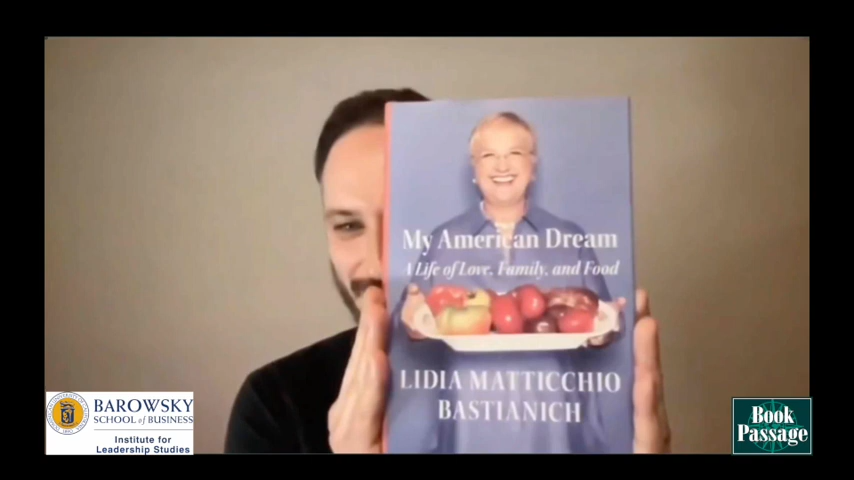 My American Dream
A Life of Love, Family, and Food
LIDIA MATTICCHIO
BASTIANICH
BAROWSKY
SCHOOL of BUSINESS
Institute for
Leadership Studies
Book
Passage